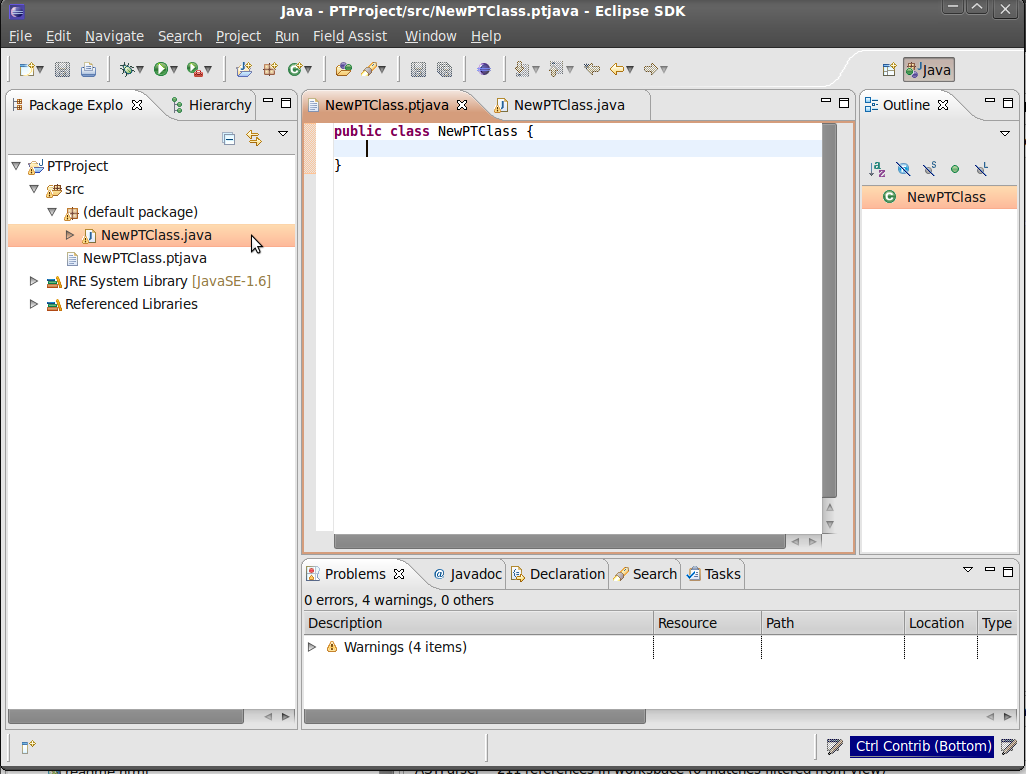 Java - PTProject/src/NewPTClass.ptjava - Eclipse SDK
File Edit Navigate Search Project Run Field Assist Window Help
Java
Package Explo Hierarchy
NewPTClass.ptjava NewPTClass.java
Outline
PTProject
src
(default package)
NewPTClass.java
NewPTClass.ptjava
JRE System Library [JavaSE-1.6]
Referenced Libraries
public class NewPTClass {
}
NewPTClass
Problems @ Javadoc Declaration Search Tasks
0 errors, 4 warnings, 0 others
Description Resource Path Location Type
Warnings (4 items)
Ctrl Contrib (Bottom)